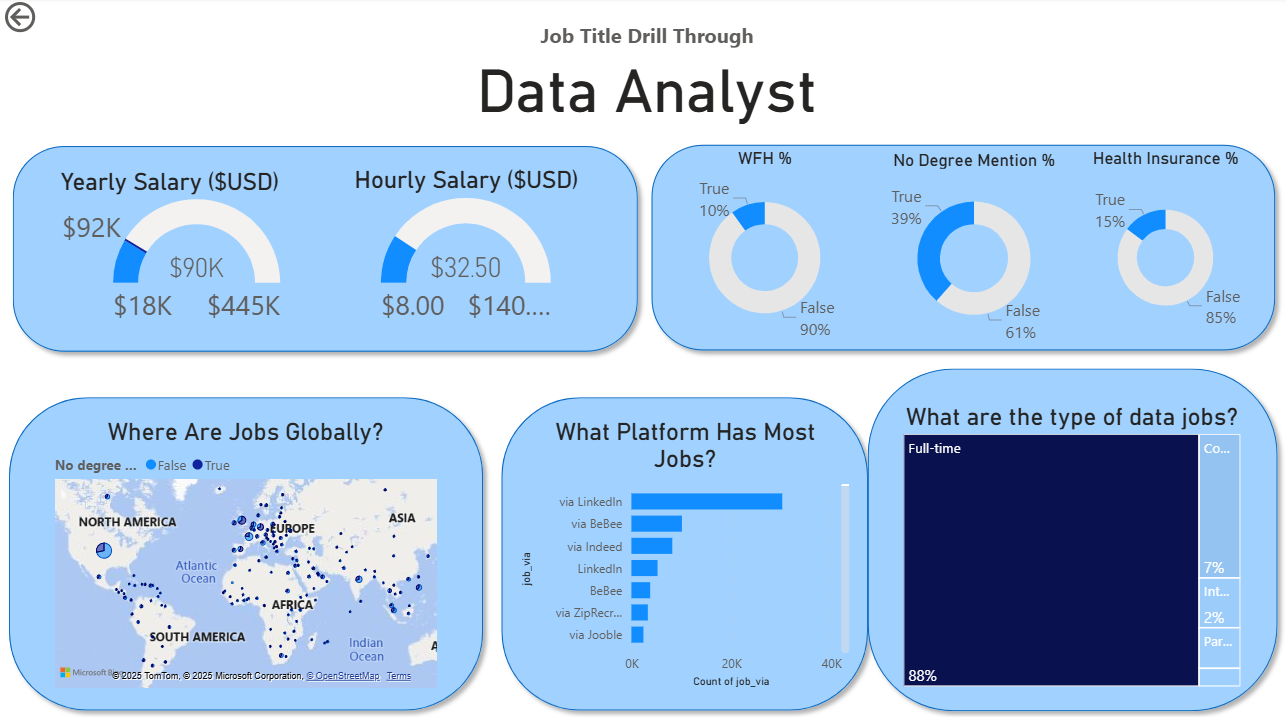 Job Title Drill Through
Data Analyst
Yearly Salary ($USD)
$92K
$90K
$18K
$445K
Hourly Salary ($USD)
$32.50
$8.00
$140....
WFH %
True
10%
False
90%
No Degree Mention %
True
39%
False
61%
Health Insurance %
True
15%
False
85%
Where Are Jobs Globally?
No degree ... False True
NORTH AMERICA
EUROPE
ASIA
Atlantic
Ocean
AFRICA
SOUTH AMERICA
Indian
Ocean
A
Microsoft Bin
© 2025 TomTom, © 2025 Microsoft Corporation, © OpenStreetMap Terms
What Platform Has Most
Jobs?
job_via
via LinkedIn
via BeBee
via Indeed
LinkedIn
BeBee
via ZipRecr...
via Jooble
0K 20K 40K
Count of job_via
What are the type of data jobs?
Full-time
88%
Co...
7%
Int...
2%
Par...